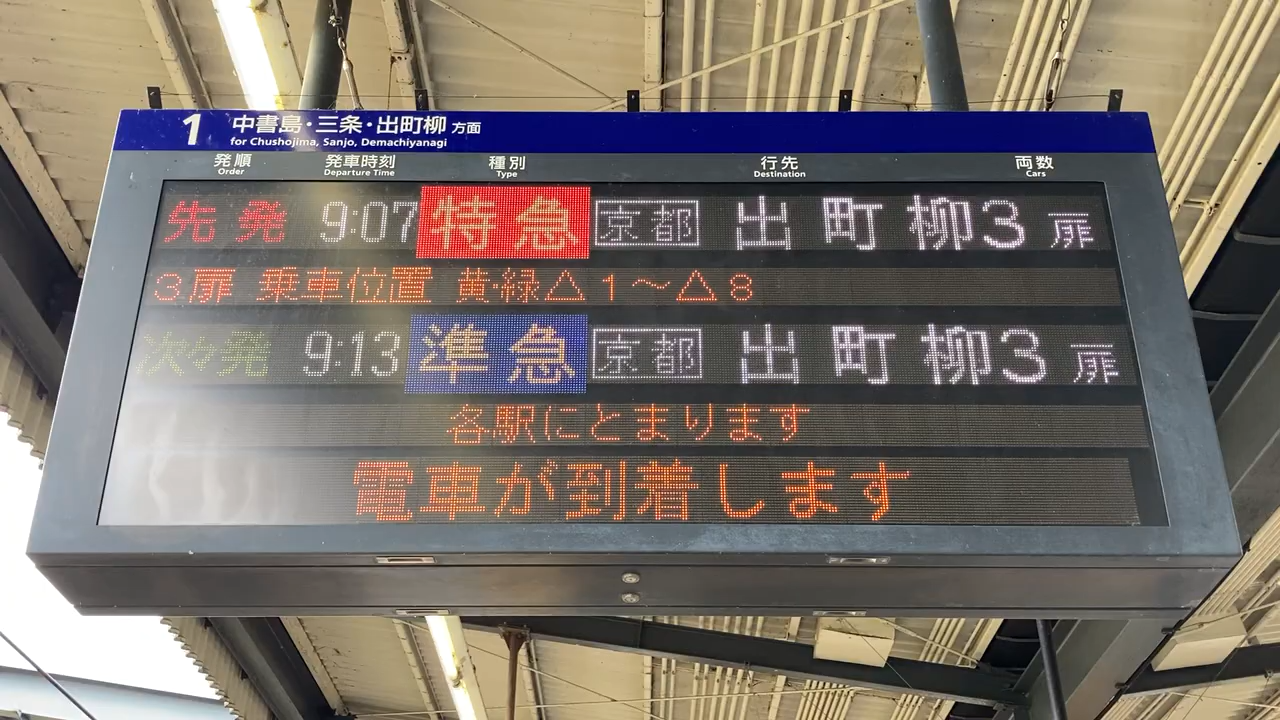 1 中書島・三条・出町柳 方面
for Chushojima, Sanjo, Demachiyanagi
発順 発車時刻 種別 行先 両数
Order Departure Time Type Destination Cars
先発 9:07 特急 京都 出町柳 3扉
3扉 乗車位置 黄・緑△1～△8
次々発 9:13 準急 京都 出町柳 3扉
各駅にとまります
電車が到着します